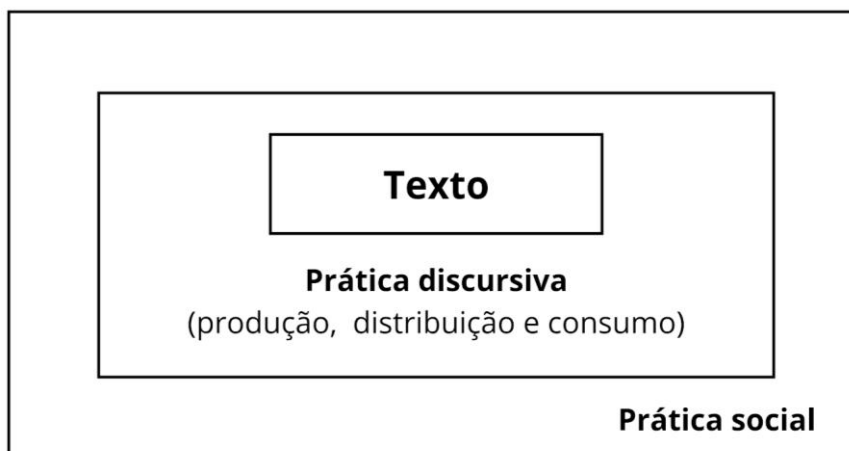 Texto
Prática discursiva
(produção, distribuição e consumo)
Prática social